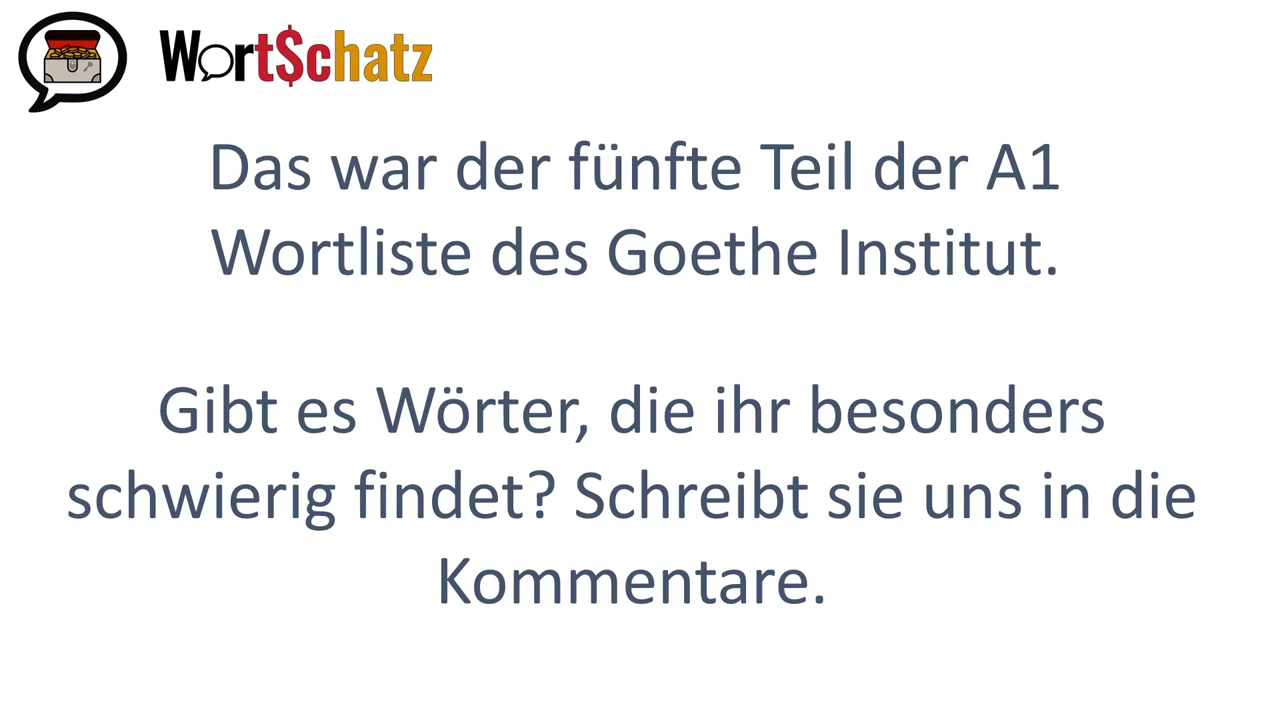 WortSchatz
Das war der fünfte Teil der A1
Wortliste des Goethe Institut.
Gibt es Wörter, die ihr besonders
schwierig findet? Schreibt sie uns in die
Kommentare.